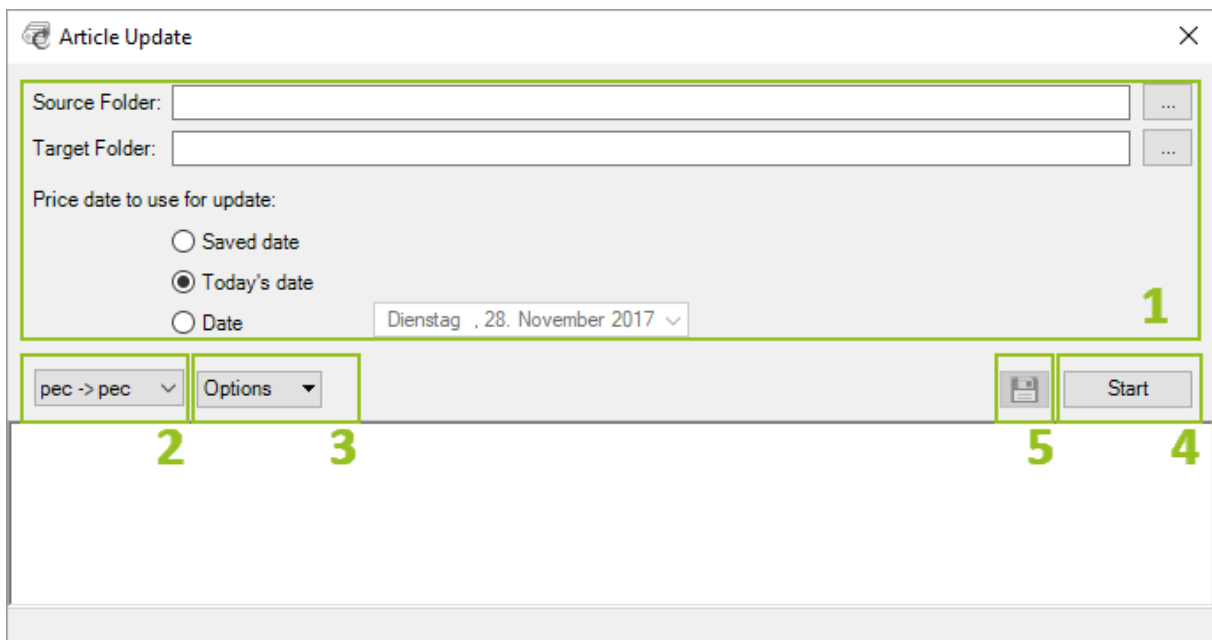 Article Update
Source Folder: ...
Target Folder: ...
Price date to use for update:
Saved date
Today's date
Date Dienstag , 28. November 2017
1
pec -> pec Options Start
2 3 5 4